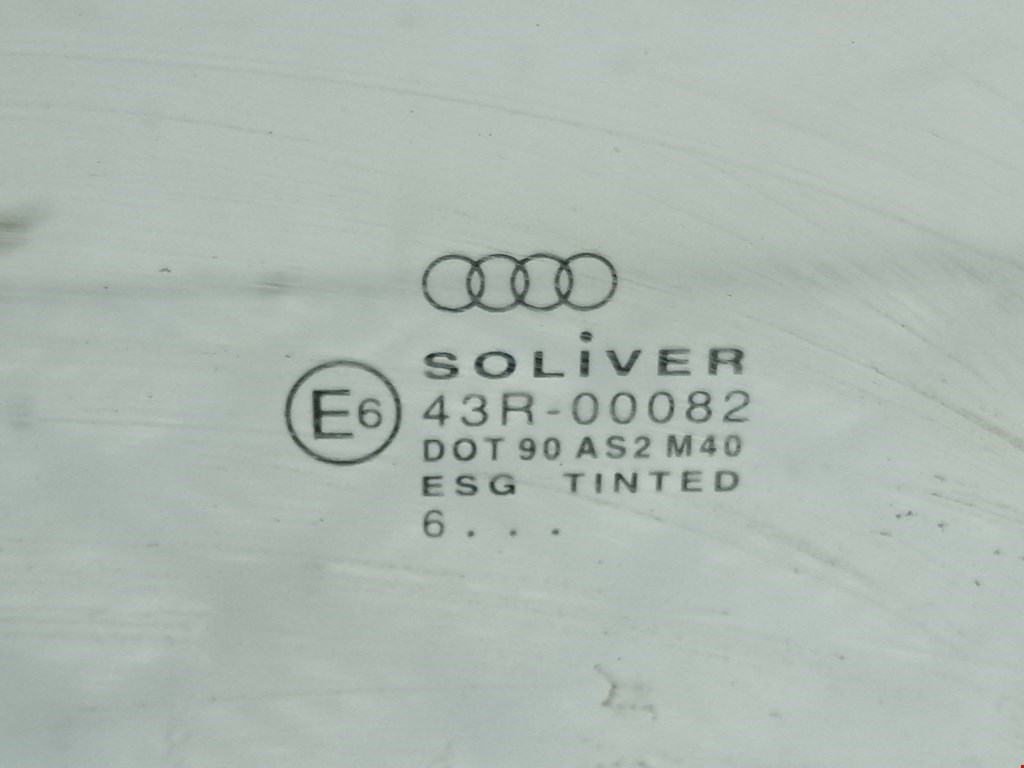 SOLiVER
E6
43R-00082
DOT 90 AS2 M40
ESG TINTED
6 . . .